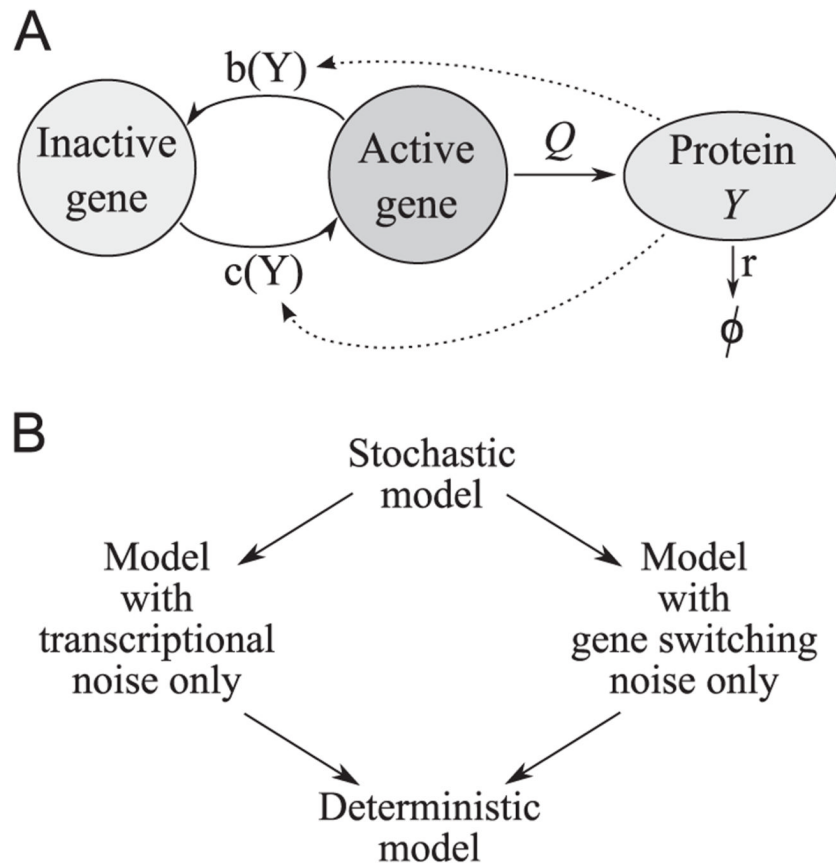 A
b(Y)
Inactive
gene
Active
gene
Q
Protein
Y
c(Y)
r
ϕ
B
Stochastic
model
Model
with
transcriptional
noise only
Model
with
gene switching
noise only
Deterministic
model